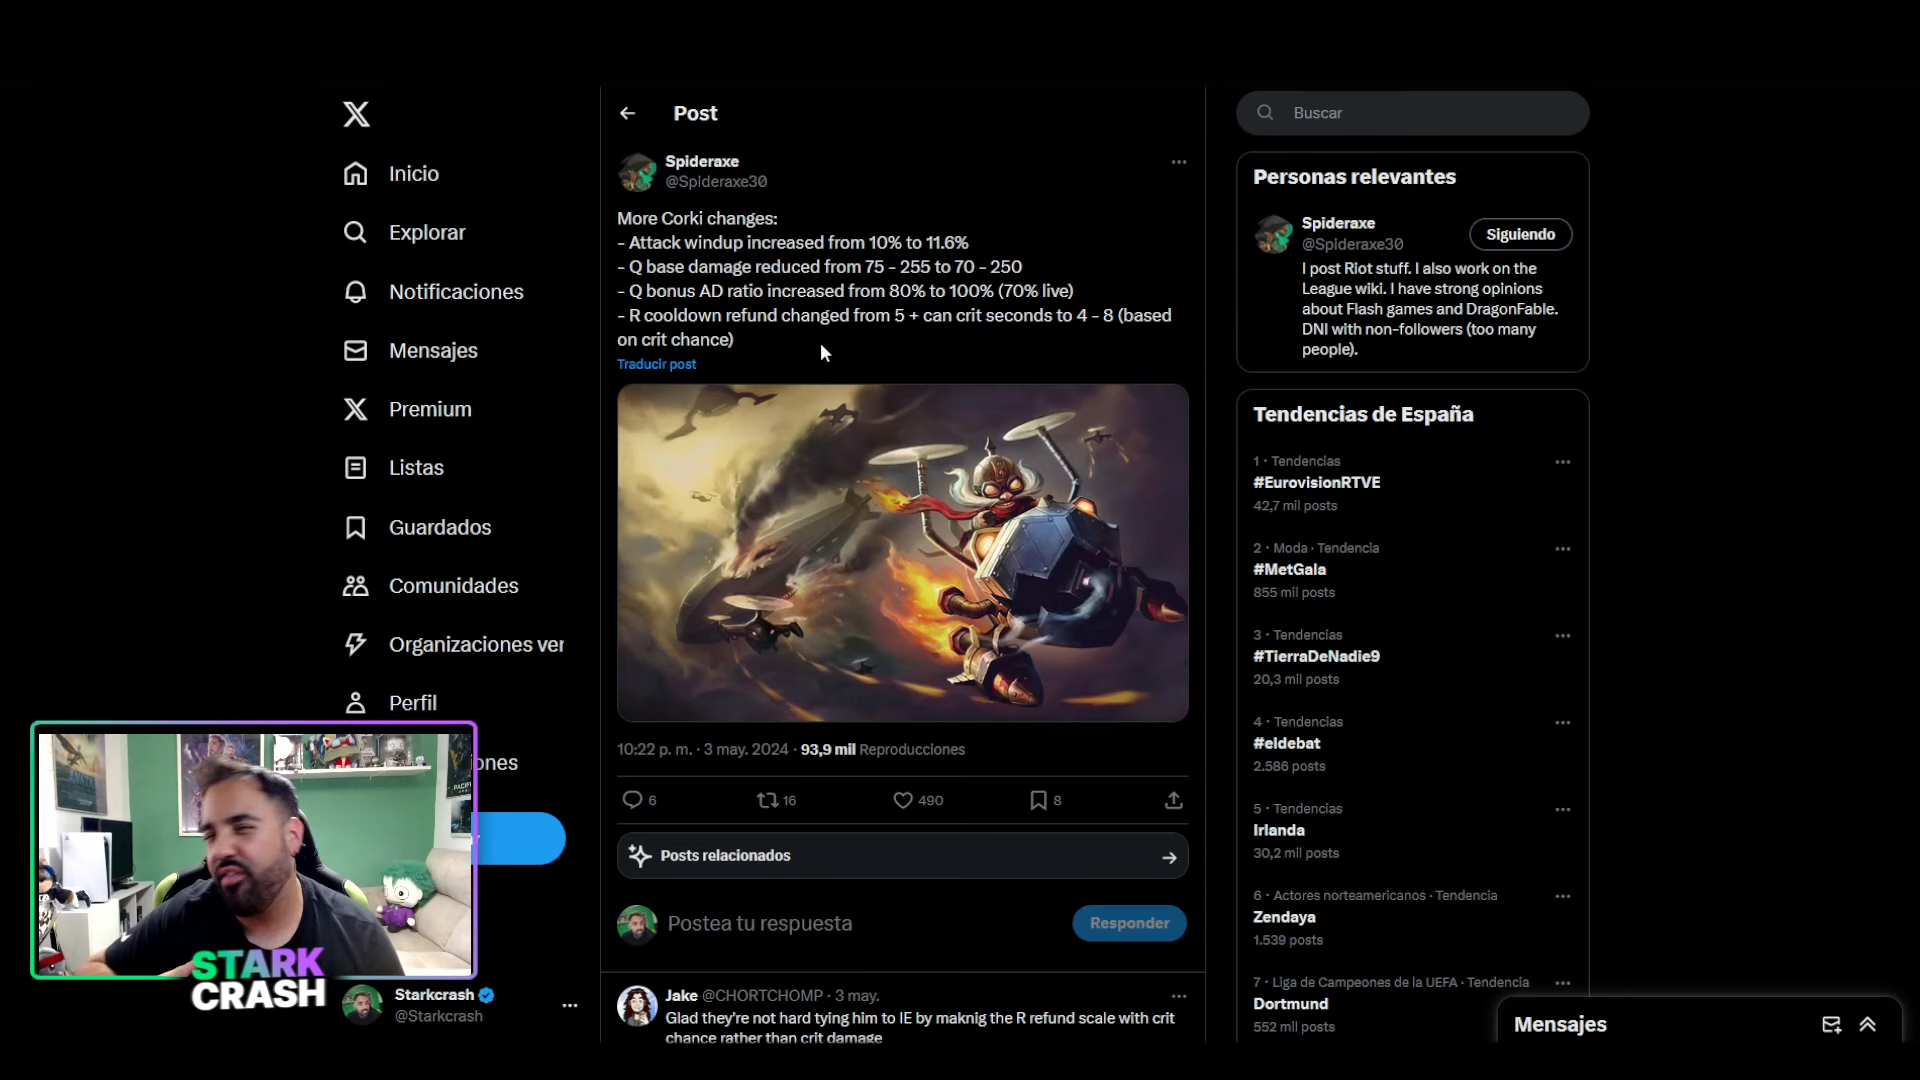 Inicio
Explorar
Notificaciones
Mensajes
Premium
Listas
Guardados
Comunidades
Organizaciones ver
Perfil
ones
STARK
CRASH
Starkcrash
@Starkcrash
Post
Spideraxe
@Spideraxe30
More Corki changes:
- Attack windup increased from 10% to 11.6%
- Q base damage reduced from 75 - 255 to 70 - 250
- Q bonus AD ratio increased from 80% to 100% (70% live)
- R cooldown refund changed from 5 + can crit seconds to 4 - 8 (based
on crit chance)
Traducir post
10:22 p. m. · 3 may. 2024 · 93,9 mil Reproducciones
6
16
490
8
Posts relacionados
Postea tu respuesta
Responder
Jake @CHORTCHOMP · 3 may.
Glad they're not hard tying him to IE by maknig the R refund scale with crit
chance rather than crit damage
Buscar
Personas relevantes
Spideraxe
@Spideraxe30
Siguiendo
I post Riot stuff. I also work on the
League wiki. I have strong opinions
about Flash games and DragonFable.
DNI with non-followers (too many
people).
Tendencias de España
1 · Tendencias
#EurovisionRTVE
42,7 mil posts
2 · Moda · Tendencia
#MetGala
855 mil posts
3 · Tendencias
#TierraDeNadie9
20,3 mil posts
4 · Tendencias
#eldebat
2.586 posts
5 · Tendencias
Irlanda
30,2 mil posts
6 · Actores norteamericanos · Tendencia
Zendaya
1.539 posts
7 · Liga de Campeones de la UEFA · Tendencia
Dortmund
552 mil posts
Mensajes